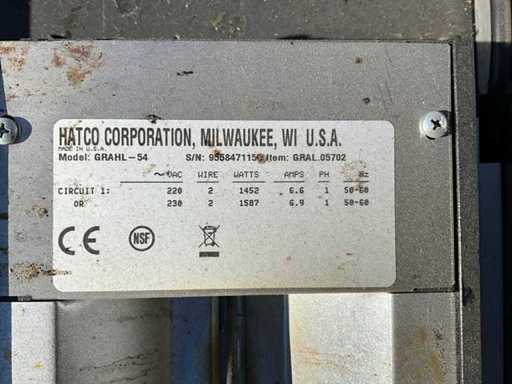 HATCO CORPORATION, MILWAUKEE, WI U.S.A.
MADE IN U.S.A.
Model: GRAHL-54 S/N: Item: GRAL.05702
~VAC WIRE WATTS AMPS PH Hz
CIRCUIT 1: 220 2 1452 6.6 1 50-60
OR 230 2 1587 6.9 1 50-60
CE NSF